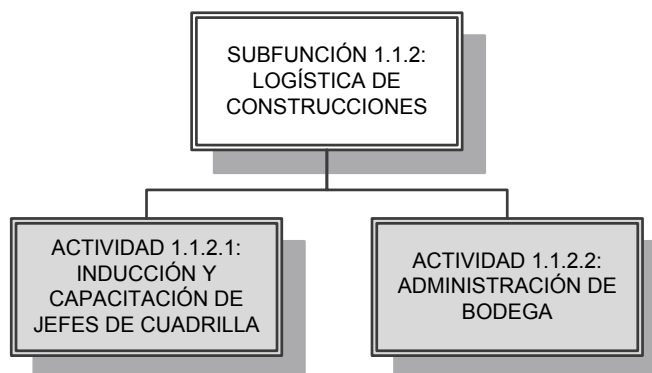 SUBFUNCIÓN 1.1.2:
LOGÍSTICA DE
CONSTRUCCIONES
ACTIVIDAD 1.1.2.1:
INDUCCIÓN Y
CAPACITACIÓN DE
JEFES DE CUADRILLA
ACTIVIDAD 1.1.2.2:
ADMINISTRACIÓN DE
BODEGA